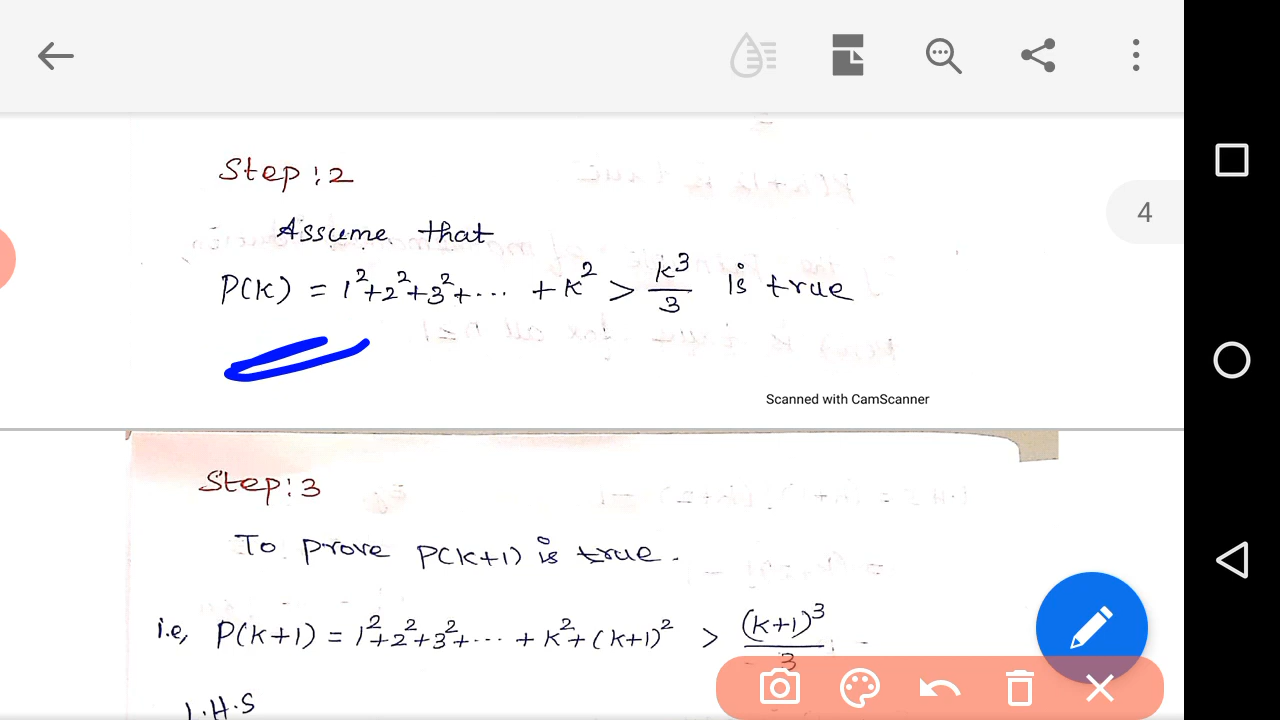 4
Step:2
Assume that
P(K) = 1²+2²+3²+... + K² > K³/3 is true
Scanned with CamScanner
Step:3
To prove P(K+1) is true.
i.e, P(K+1) = 1²+2²+3²+... + K²+(K+1)² > (K+1)³/3
L.H.S